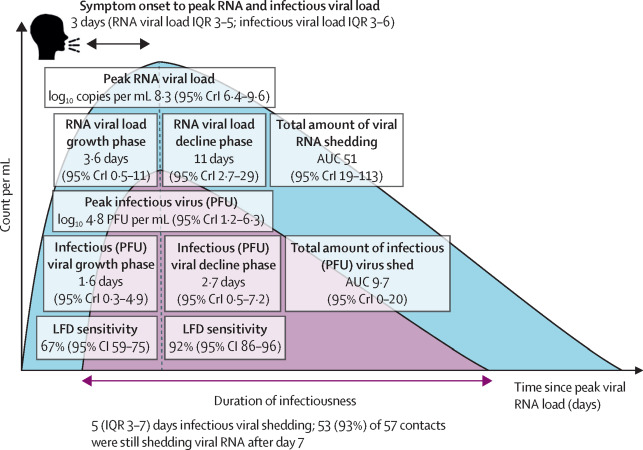 Symptom onset to peak RNA and infectious viral load
3 days (RNA viral load IQR 3–5; infectious viral load IQR 3–6)
Peak RNA viral load
log₁₀ copies per mL 8·3 (95% CrI 6·4–9·6)
RNA viral load
growth phase
3·6 days
(95% CrI 0·5–11)
RNA viral load
decline phase
11 days
(95% CrI 2·7–29)
Total amount of viral
RNA shedding
AUC 51
(95% CrI 19–113)
Peak infectious virus (PFU)
log₁₀ 4·8 PFU per mL (95% CrI 1·2–6·3)
Infectious (PFU)
viral growth phase
1·6 days
(95% CrI 0·3–4·9)
Infectious (PFU)
viral decline phase
2·7 days
(95% CrI 0·5–7·2)
Total amount of infectious
(PFU) virus shed
AUC 9·7
(95% CrI 0–20)
LFD sensitivity
67% (95% CI 59–75)
LFD sensitivity
92% (95% CI 86–96)
Count per mL
Time since peak viral
RNA load (days)
Duration of infectiousness
5 (IQR 3–7) days infectious viral shedding; 53 (93%) of 57 contacts
were still shedding viral RNA after day 7